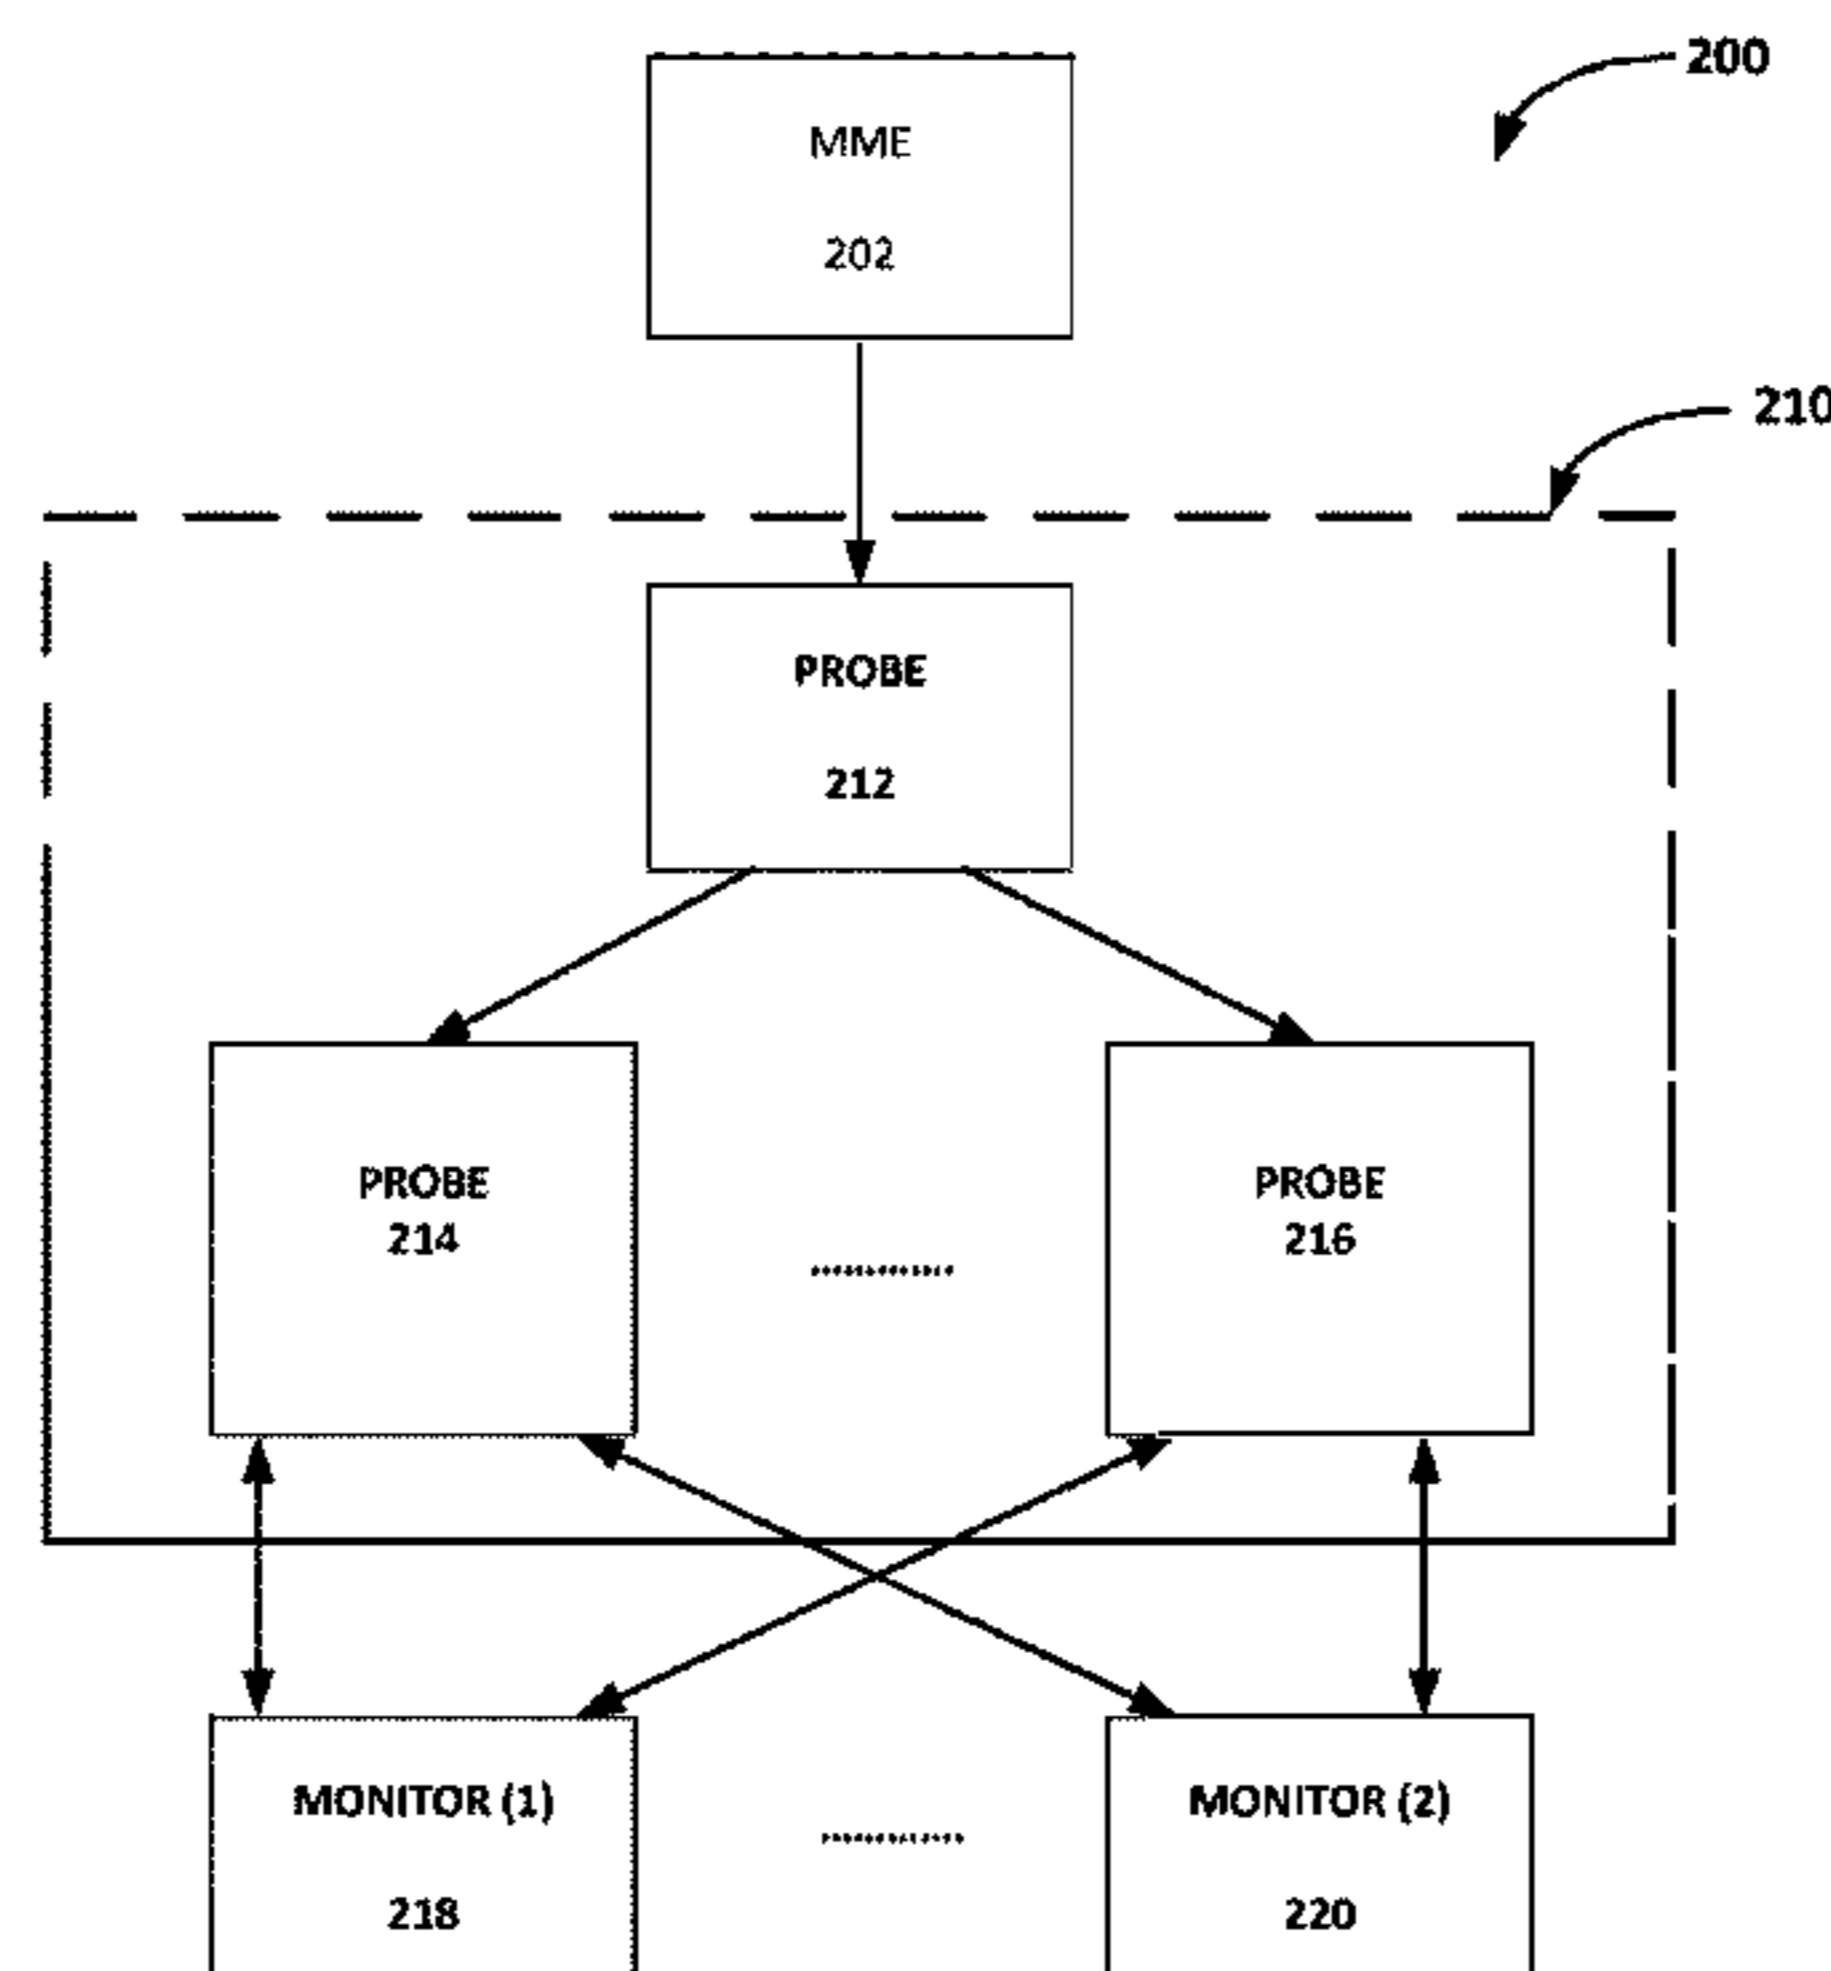 200
MME
202
210
PROBE
212
PROBE
214
PROBE
216
MONITOR (1)
218
MONITOR (2)
220